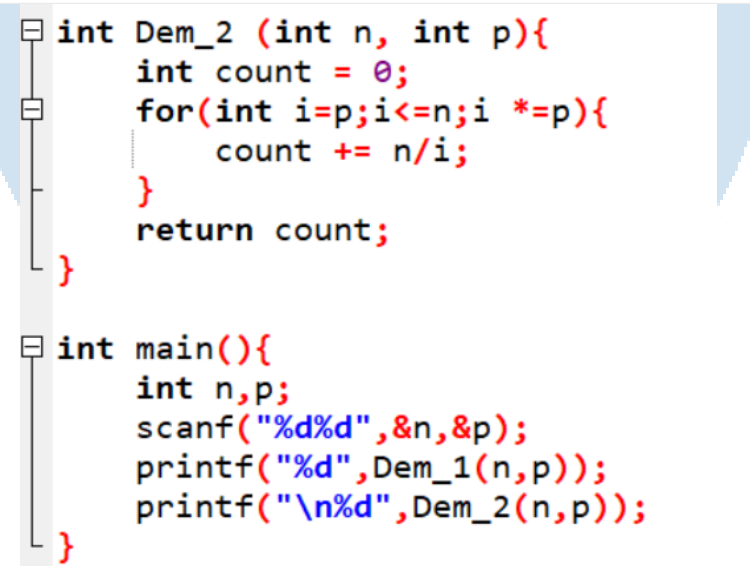 int Dem_2 (int n, int p){
    int count = 0;
    for(int i=p;i<=n;i *=p){
        count += n/i;
    }
    return count;
}

int main(){
    int n,p;
    scanf("%d%d",&n,&p);
    printf("%d",Dem_1(n,p));
    printf("\n%d",Dem_2(n,p));
}